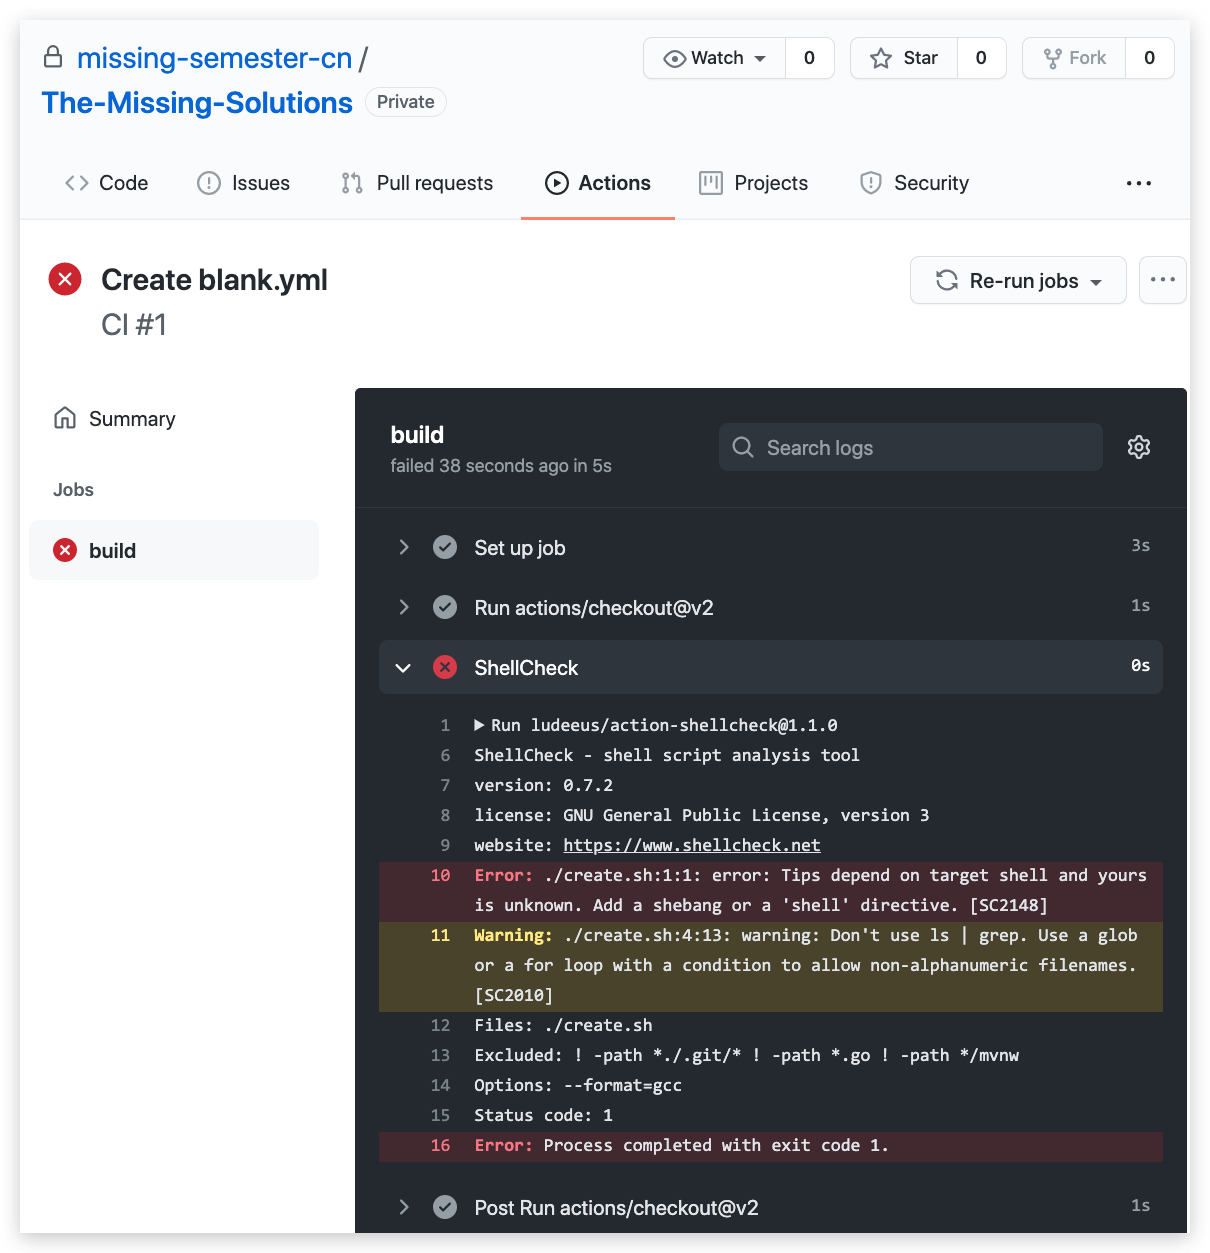 missing-semester-cn /
The-Missing-Solutions Private
Watch 0 Star 0 Fork 0
Code Issues Pull requests Actions Projects Security
Create blank.yml
CI #1
Re-run jobs
Summary
Jobs
build
build
failed 38 seconds ago in 5s
Search logs
Set up job 3s
Run actions/checkout@v2 1s
ShellCheck 0s
1 Run ludeeus/action-shellcheck@1.1.0
6 ShellCheck - shell script analysis tool
7 version: 0.7.2
8 license: GNU General Public License, version 3
9 website: https://www.shellcheck.net
10 Error: ./create.sh:1:1: error: Tips depend on target shell and yours
is unknown. Add a shebang or a 'shell' directive. [SC2148]
11 Warning: ./create.sh:4:13: warning: Don't use ls | grep. Use a glob
or a for loop with a condition to allow non-alphanumeric filenames.
[SC2010]
12 Files: ./create.sh
13 Excluded: ! -path *./.git/* ! -path *.go ! -path */mvnw
14 Options: --format=gcc
15 Status code: 1
16 Error: Process completed with exit code 1.
Post Run actions/checkout@v2 1s